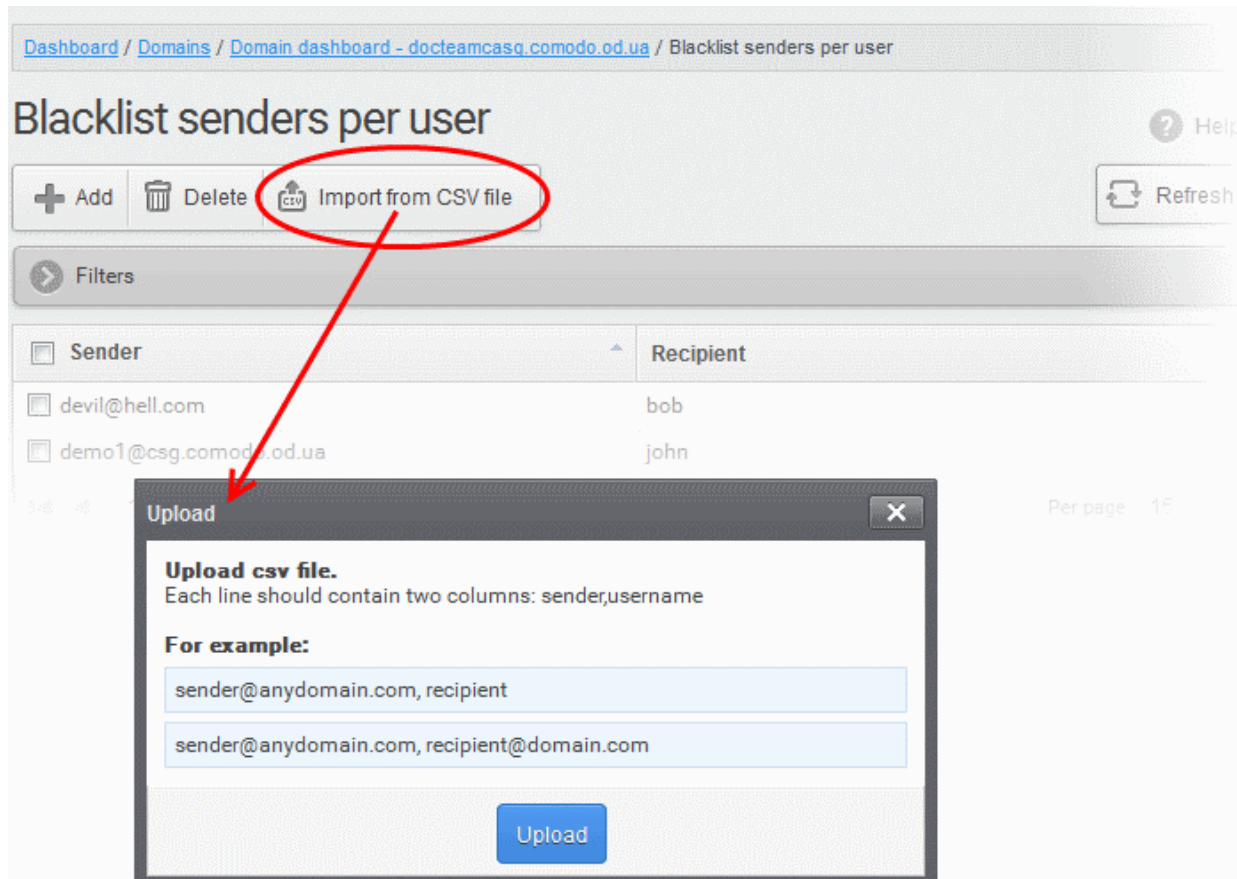 Dashboard / Domains / Domain dashboard - docteamcasg.comodo.od.ua / Blacklist senders per user
Blacklist senders per user
Help
Add Delete CSV Import from CSV file
Refresh
Filters
Sender Recipient
devil@hell.com bob
demo1@csg.comodo.od.ua john
Per page 15
Upload
Upload csv file.
Each line should contain two columns: sender,username
For example:
sender@anydomain.com, recipient
sender@anydomain.com, recipient@domain.com
Upload